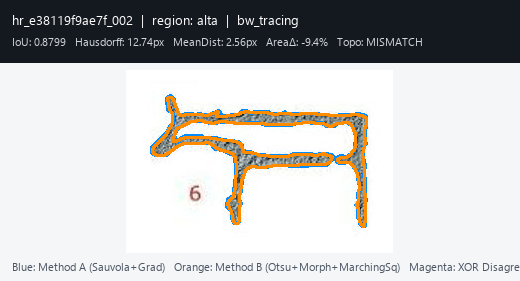 hr_e38119f9ae7f_002 | region: alta | bw_tracing
IoU: 0.8799 Hausdorff: 12.74px MeanDist: 2.56px AreaΔ: -9.4% Topo: MISMATCH
6
Blue: Method A (Sauvola+Grad) Orange: Method B (Otsu+Morph+MarchingSq) Magenta: XOR Disagre